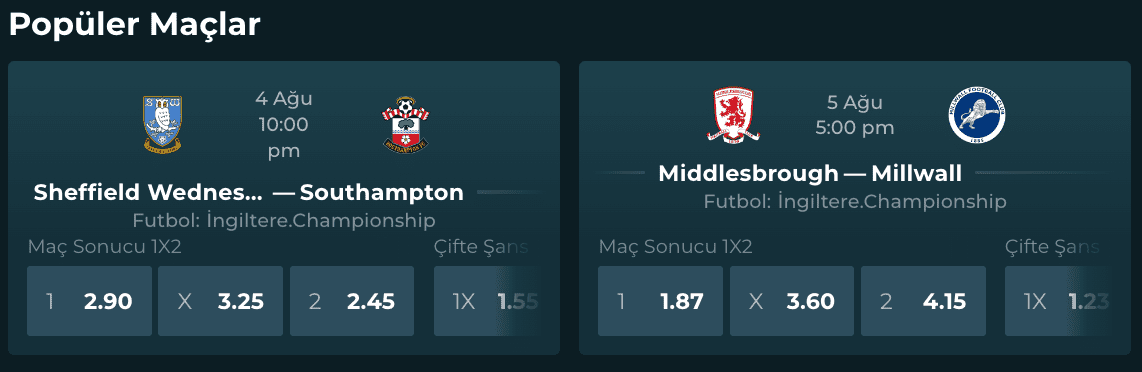 Popüler Maçlar
4 Ağu
10:00
pm
Sheffield Wednes... — Southampton
Futbol: İngiltere.Championship
Maç Sonucu 1X2 Çifte Şans
1 2.90 X 3.25 2 2.45 1X 1.55
5 Ağu
5:00 pm
Middlesbrough — Millwall
Futbol: İngiltere.Championship
Maç Sonucu 1X2 Çifte Şans
1 1.87 X 3.60 2 4.15 1X 1.23